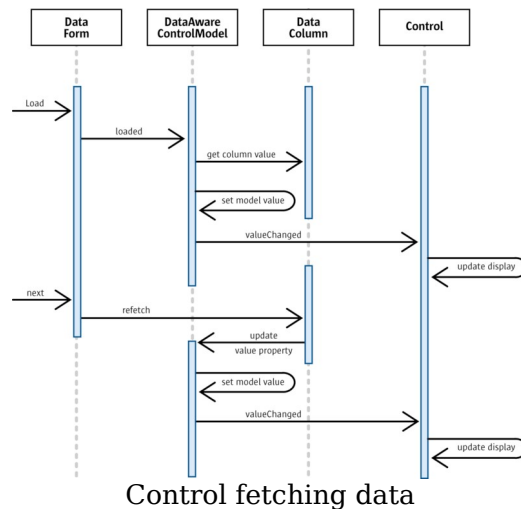 Data
Form
DataAware
ControlModel
Data
Column
Control
Load
loaded
get column value
set model value
valueChanged
update display
next
refetch
update
value property
set model value
valueChanged
update display
Control fetching data